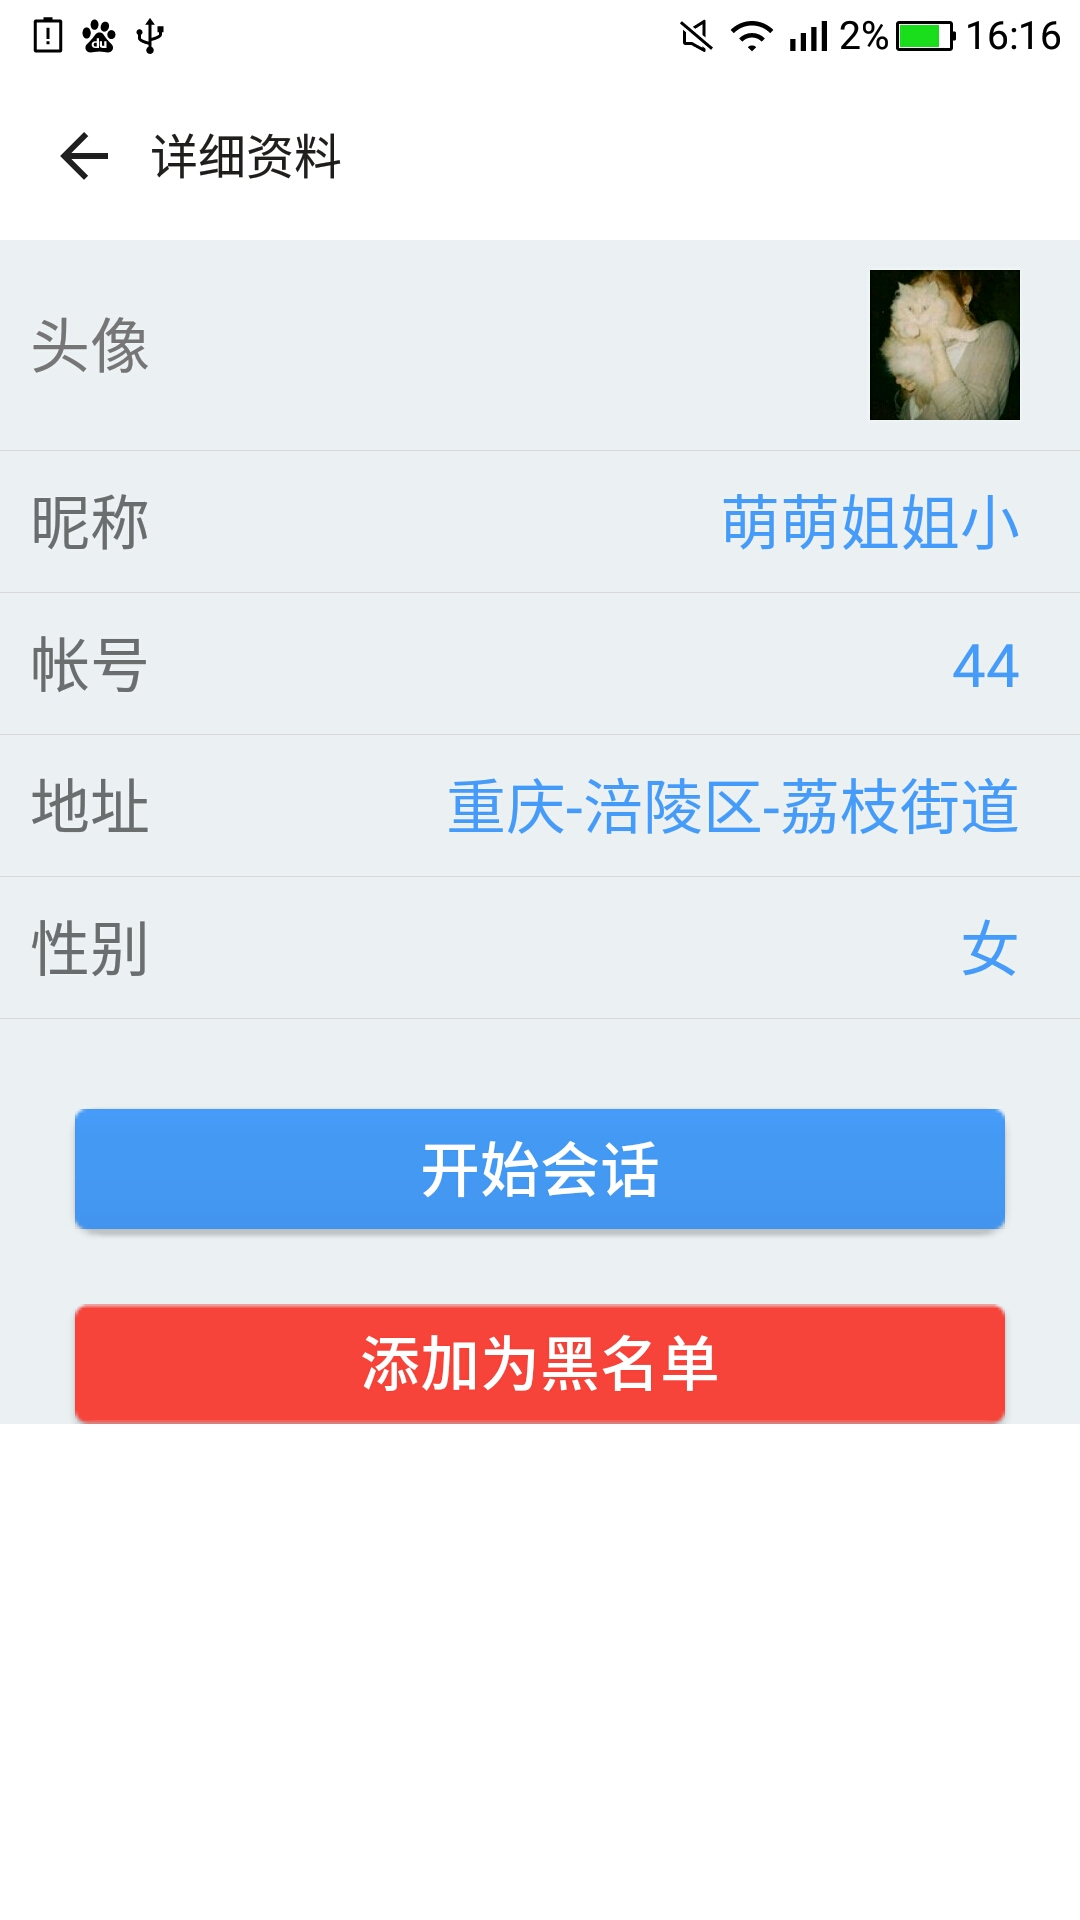 2% 16:16
详细资料
头像
昵称 萌萌姐姐小
帐号 44
地址 重庆-涪陵区-荔枝街道
性别 女
开始会话
添加为黑名单